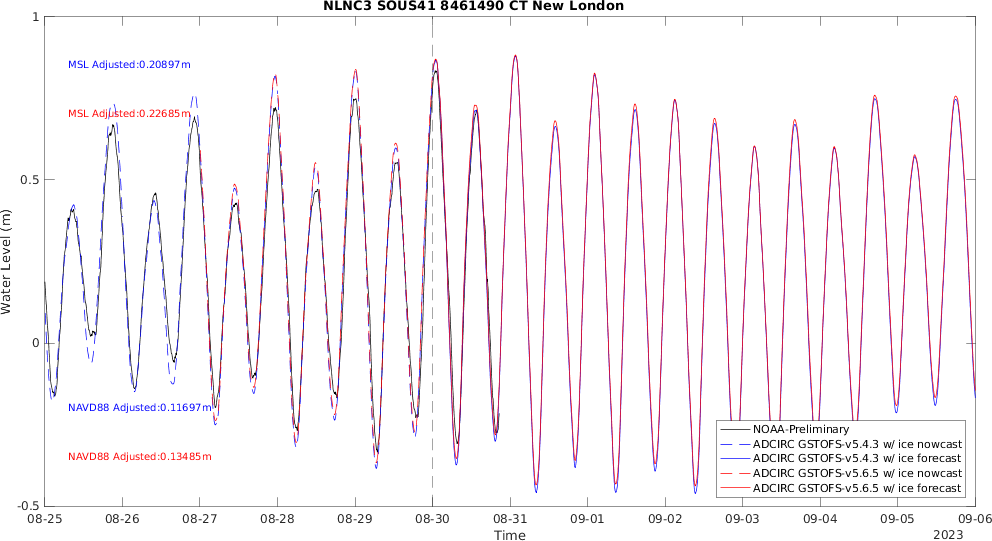 NLNC3 SOUS41 8461490 CT New London
Water Level (m)
1
0.5
0
-0.5
MSL Adjusted:0.20897m
MSL Adjusted:0.22685m
NAVD88 Adjusted:0.11697m
NAVD88 Adjusted:0.13485m
NOAA-Preliminary
ADCIRC GSTOFS-v5.4.3 w/ ice nowcast
ADCIRC GSTOFS-v5.4.3 w/ ice forecast
ADCIRC GSTOFS-v5.6.5 w/ ice nowcast
ADCIRC GSTOFS-v5.6.5 w/ ice forecast
08-25 08-26 08-27 08-28 08-29 08-30 08-31 09-01 09-02 09-03 09-04 09-05 09-06
Time
2023